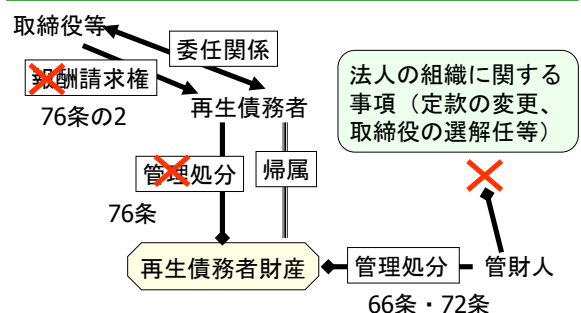 取締役等
委任関係
報酬請求権
76条の2
再生債務者
法人の組織に関する
事項（定款の変更、
取締役の選解任等）
管理処分
帰属
76条
再生債務者財産
管理処分
管財人
66条・72条